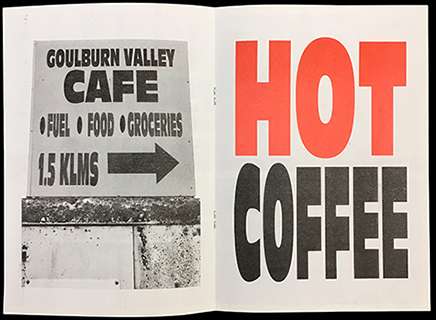 GOULBURN VALLEY
CAFE
•FUEL • FOOD •GROCERIES
1.5 KLMS
HOT
COFFEE